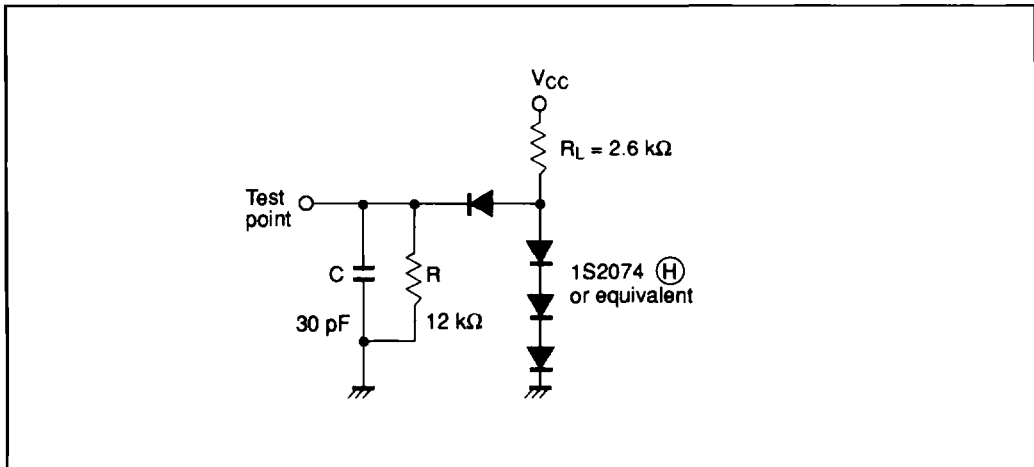 VCC
RL = 2.6 kΩ
Test
point
C
R
30 pF
12 kΩ
1S2074 Ⓗ
or equivalent